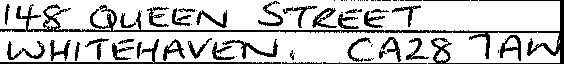 148 QUEEN STREET
WHITEHAVEN. CA28 7AW